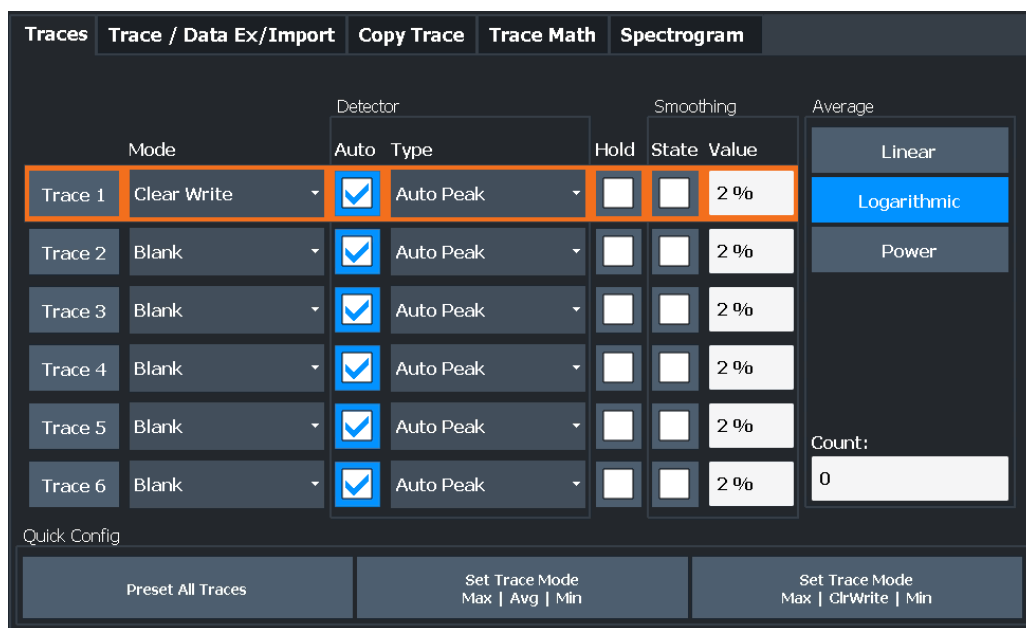 Traces Trace / Data Ex/Import Copy Trace Trace Math Spectrogram
Detector Smoothing Average
Mode Auto Type Hold State Value
Linear
Trace 1 Clear Write Auto Peak 2 %
Logarithmic
Trace 2 Blank Auto Peak 2 %
Power
Trace 3 Blank Auto Peak 2 %
Trace 4 Blank Auto Peak 2 %
Trace 5 Blank Auto Peak 2 %
Count:
Trace 6 Blank Auto Peak 2 %
0
Quick Config
Preset All Traces
Set Trace Mode
Max | Avg | Min
Set Trace Mode
Max | ClrWrite | Min